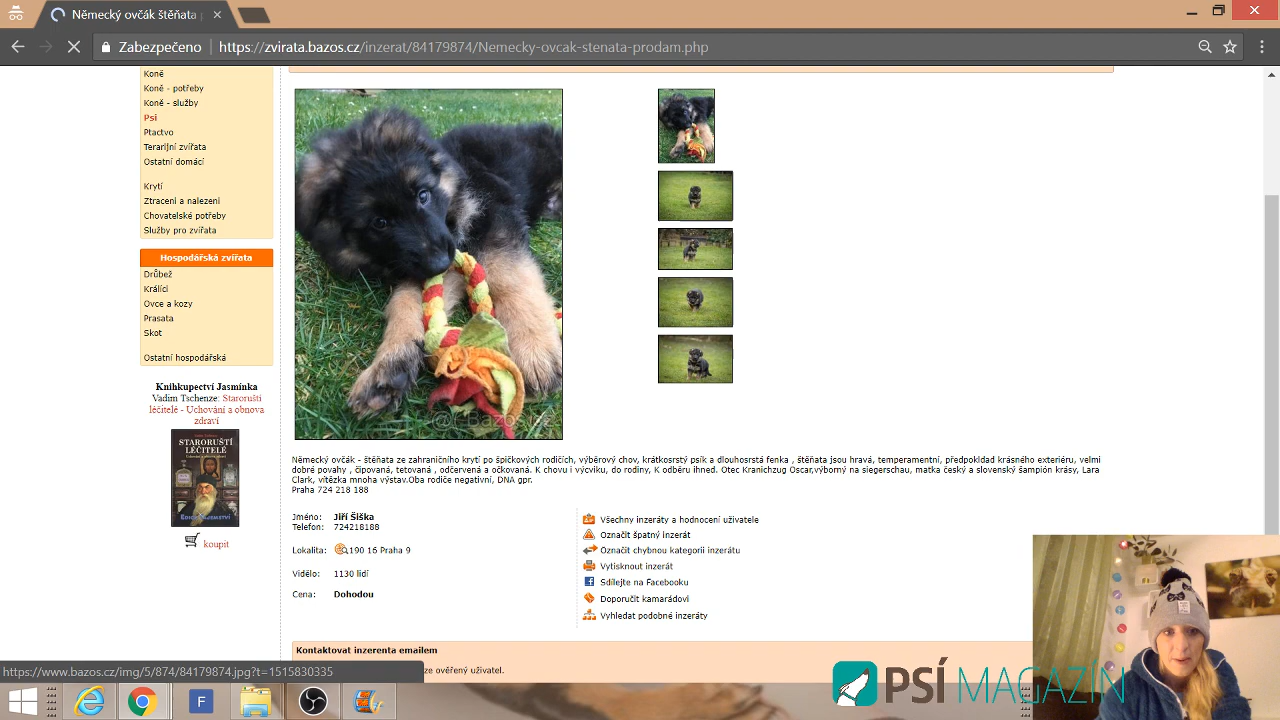 Německý ovčák štěňata p
Zabezpečeno
https://zvirata.bazos.cz/inzerat/84179874/Nemecky-ovcak-stenata-prodam.php
Koně
Koně - potřeby
Koně - služby
Psi
Ptactvo
Terarijní zvířata
Ostatní domácí
Krytí
Ztraceni a nalezeni
Chovatelské potřeby
Služby pro zvířata
Hospodářská zvířata
Drůbež
Králíci
Ovce a kozy
Prasata
Skot
Ostatní hospodářská
Knihkupectví Jasmínka
Vadim Tschenze: Starorušti
léčitelé - Uchování a obnova
zdraví
STARORUŠTÍ
LÉČITELÉ
koupit
Německý ovčák - štěňata ze zahraničního krytí po špičkových rodičích, výběrový chov, krátkosrstý psík a dlouhosrstá fenka , štěňata jsou hravá, temperamentní, předpoklad krásného exteriéru, velmi
dobré povahy , čipovaná, tetovaná , odčervená a očkovaná. K chovu i výcviku, do rodiny, K odběru ihned. Otec Kranichzug Oscar,výborný na siegerschau, matka český a slovenský šampión krásy, Lara
Clark, vítězka mnoha výstav.Oba rodiče negativní, DNA gpr.
Praha 724 218 188
Jméno: Jiří Šiška
Telefon: 724218188
Lokalita: 190 16 Praha 9
Vidělo: 1130 lidí
Cena: Dohodou
Všechny inzeráty a hodnocení uživatele
Označit špatný inzerát
Označit chybnou kategorii inzerátu
Vytisknout inzerát
Sdílejte na Facebooku
Doporučit kamarádovi
Vyhledat podobné inzeráty
Kontaktovat inzerenta emailem
ze ověřený uživatel.
https://www.bazos.cz/img/5/874/84179874.jpg?t=1515830335
F
PSÍ MAGAZÍN